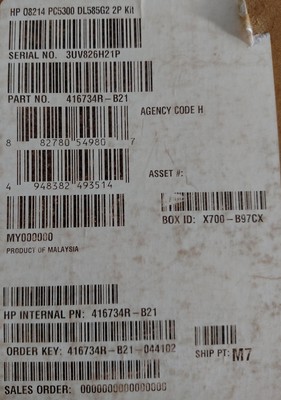 HP O8214 PC5300 DL585G2 2P Kit
SERIAL NO. 3UV826H21P
PART NO. 416734R-B21
AGENCY CODE H
8 82780 54980 7
ASSET #:
4 948382 493514
BOX ID: X700-B97CX
MY000000
PRODUCT OF MALAYSIA
HP INTERNAL PN: 416734R-B21
ORDER KEY: 416734R-B21-044102
SHIP PT: M7
SALES ORDER: 0000000000000000